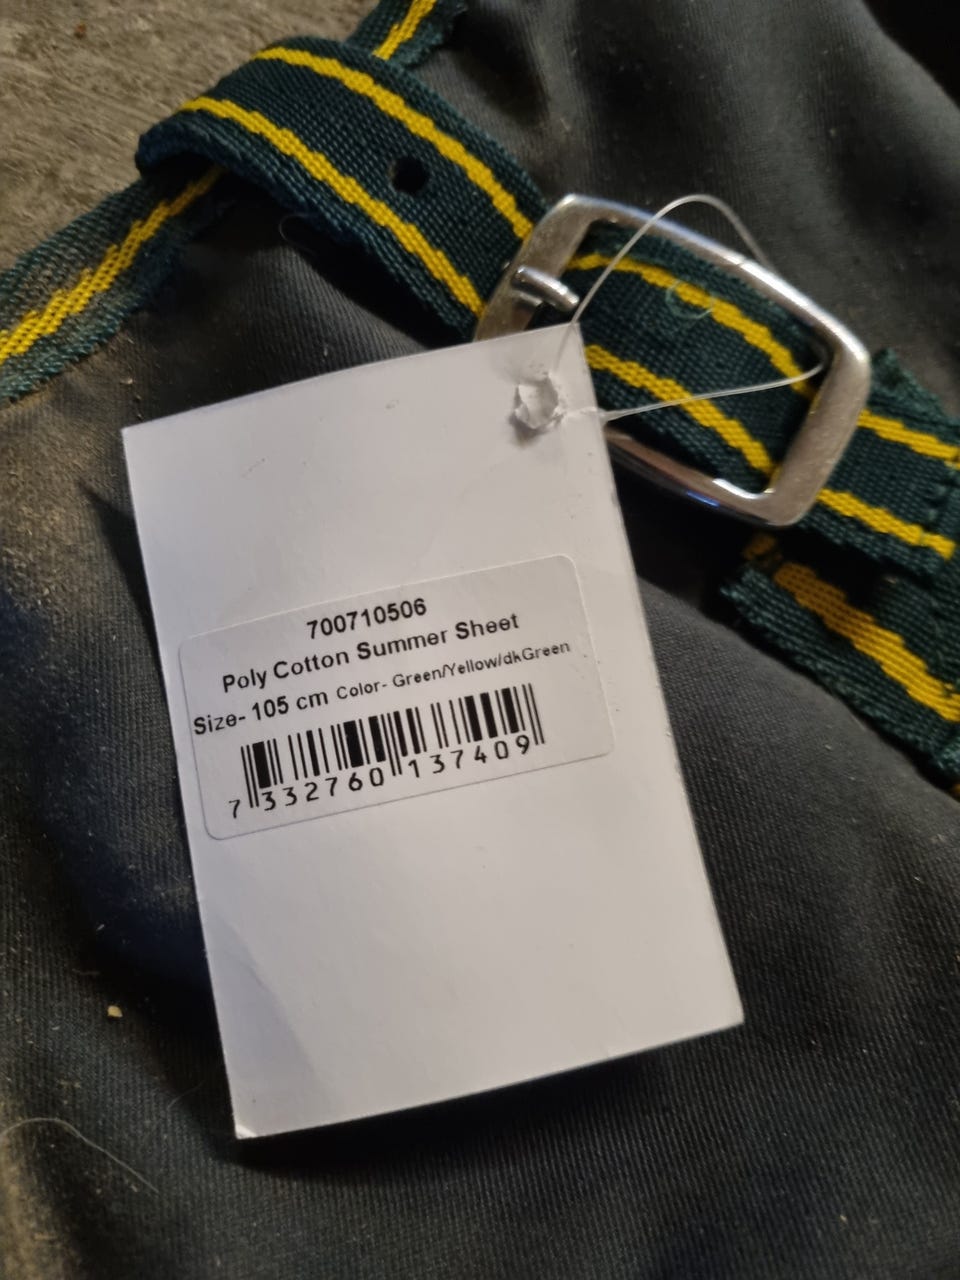 700710506
Poly Cotton Summer Sheet
Size- 105 cm Color- Green/Yellow/dkGreen
7 332760 137409